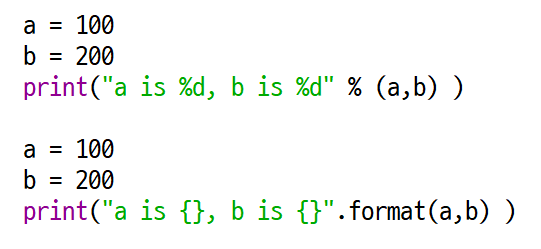 a = 100
b = 200
print("a is %d, b is %d" % (a,b) )
a = 100
b = 200
print("a is {}, b is {}".format(a,b) )